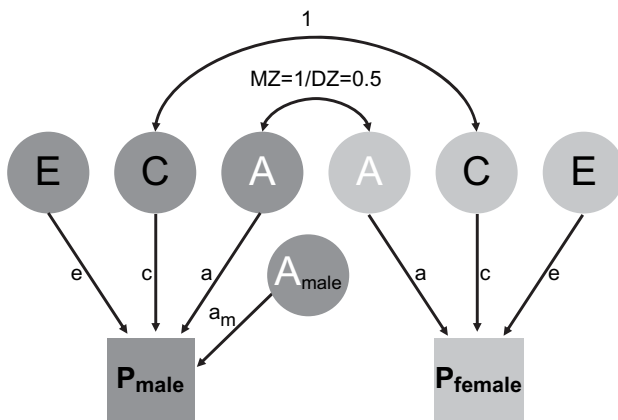 1
MZ=1/DZ=0.5
E C A A C E
e c a a c e
A male
a m
P male P female